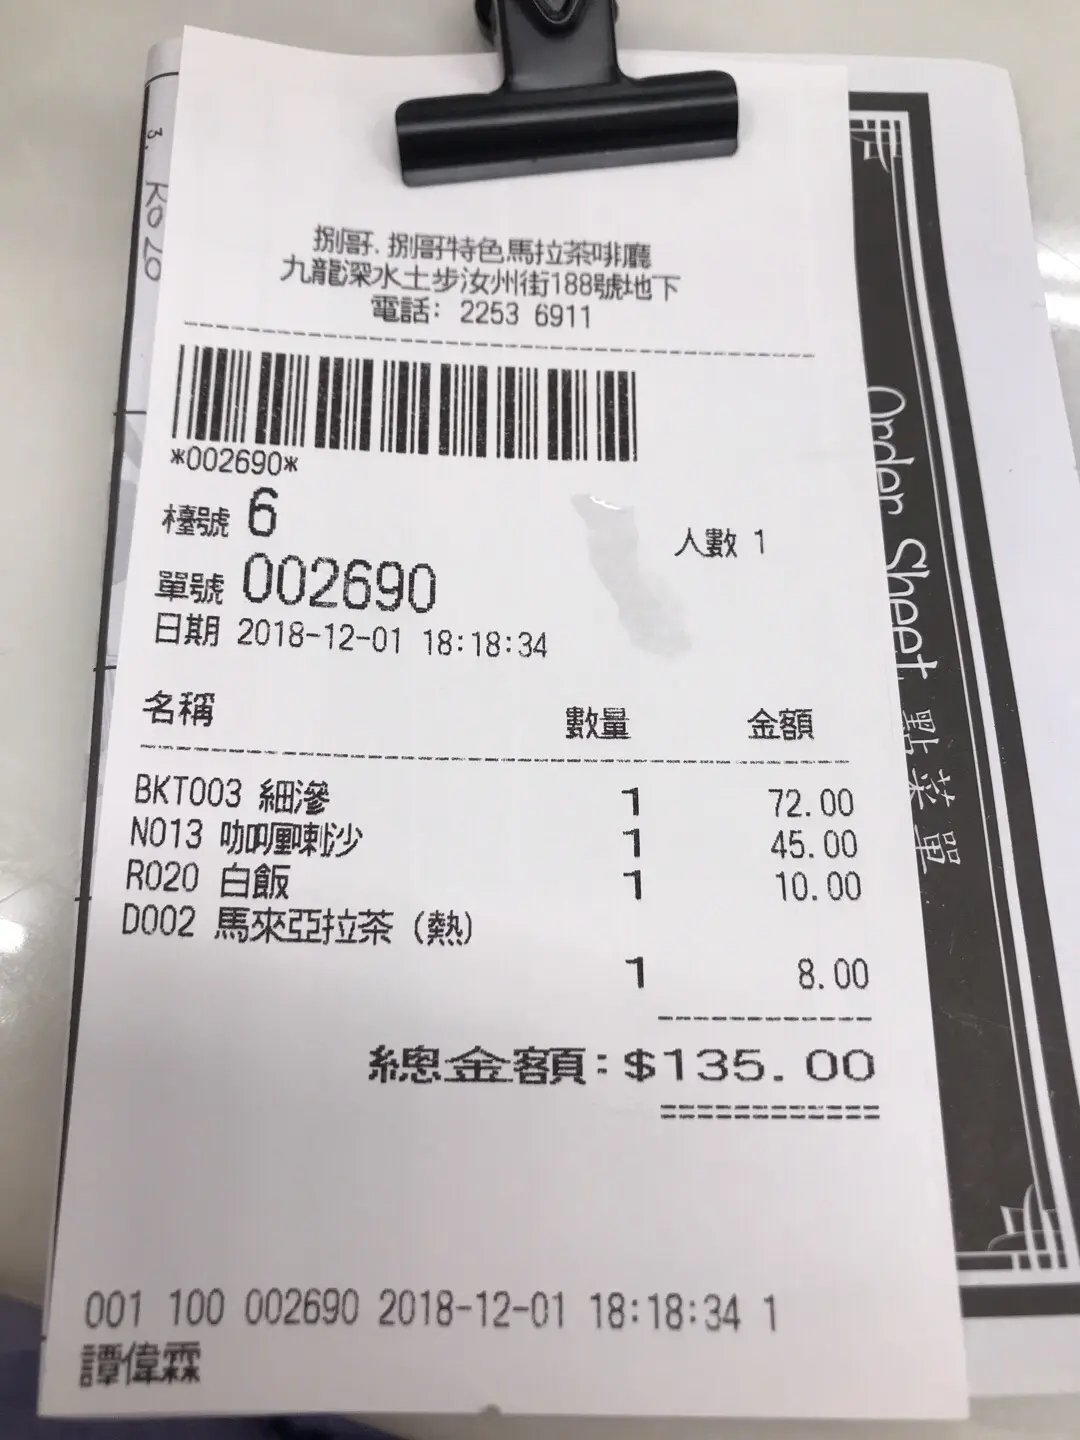 捌哥.捌哥特色馬拉茶啡廳
九龍深水土步汝州街188號地下
電話: 2253 6911
*002690*
檯號 6
人數 1
單號 002690
日期 2018-12-01 18:18:34
名稱 數量 金額
BKT003 細滲 1 72.00
N013 咖喱喇沙 1 45.00
R020 白飯 1 10.00
D002 馬來亞拉茶 (熱)
1 8.00
總金額:$135.00
001 100 002690 2018-12-01 18:18:34 1
譚偉霖
Order Sheet 點菜單
3.